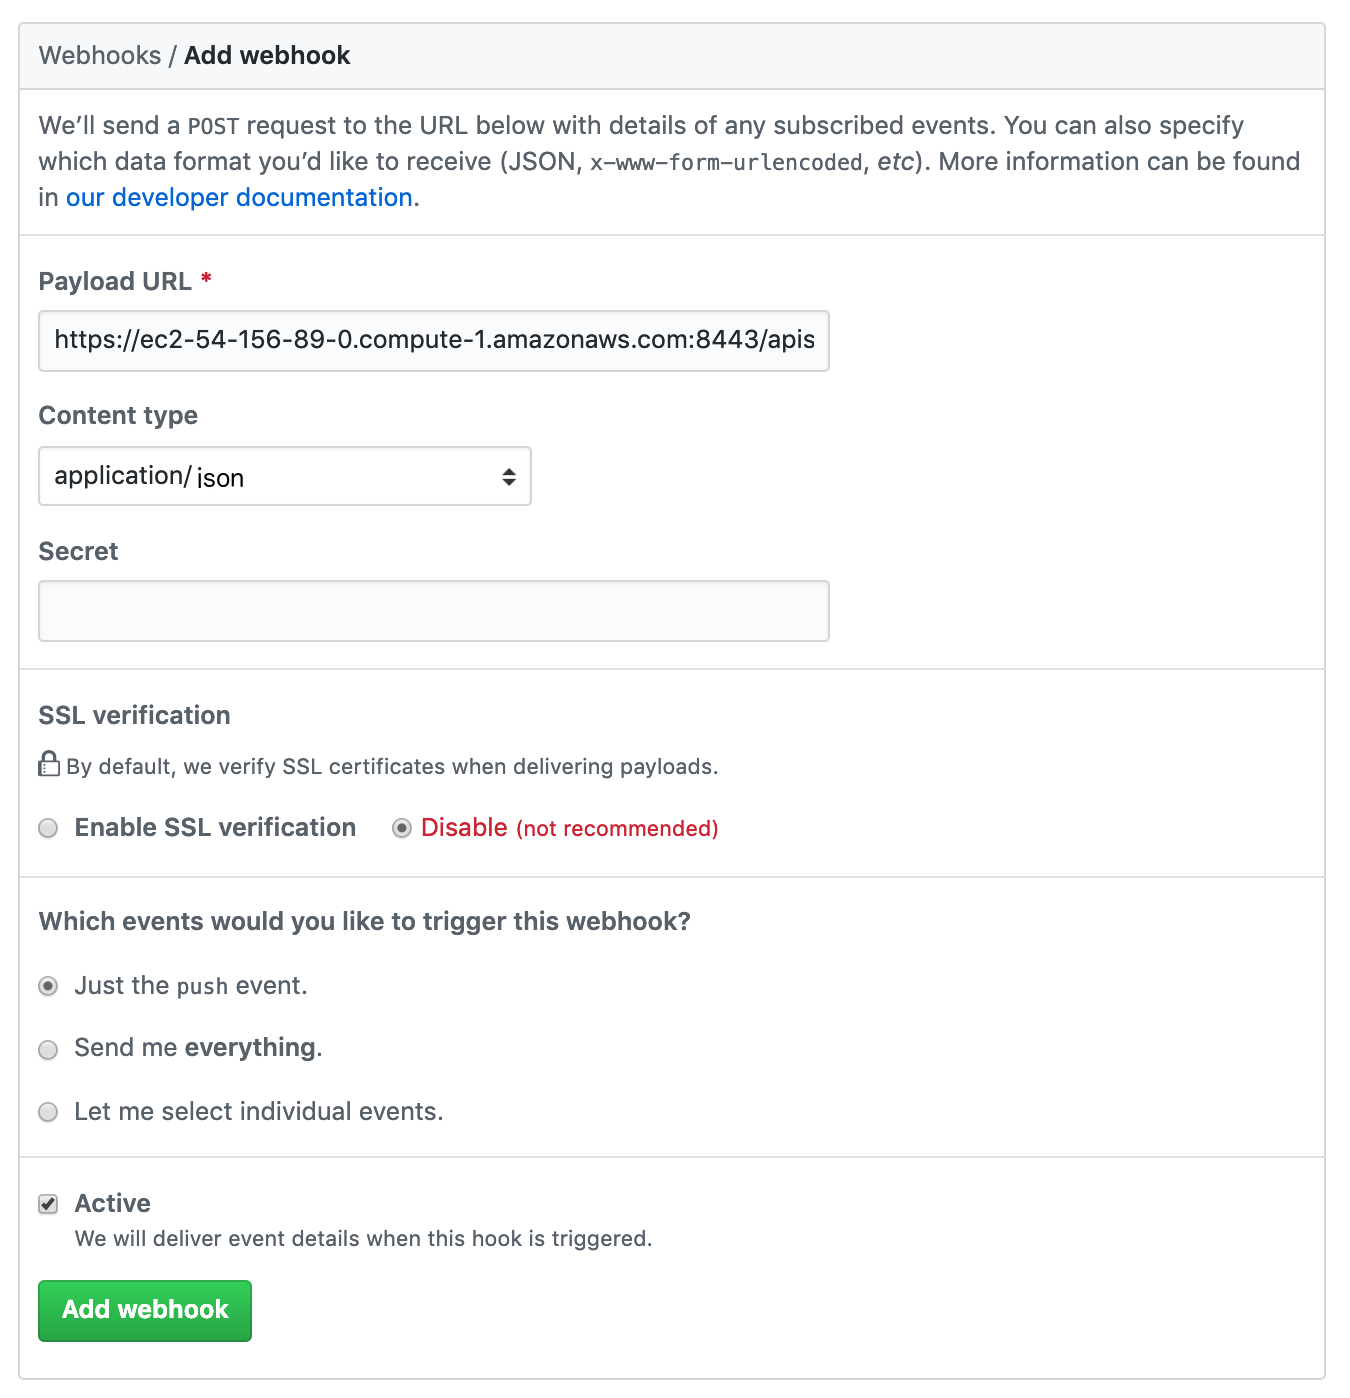 Webhooks / Add webhook
We’ll send a POST request to the URL below with details of any subscribed events. You can also specify
which data format you’d like to receive (JSON, x-www-form-urlencoded, etc). More information can be found
in our developer documentation.
Payload URL *
https://ec2-54-156-89-0.compute-1.amazonaws.com:8443/apis
Content type
application/json
Secret
SSL verification
By default, we verify SSL certificates when delivering payloads.
Enable SSL verification Disable (not recommended)
Which events would you like to trigger this webhook?
Just the push event.
Send me everything.
Let me select individual events.
Active
We will deliver event details when this hook is triggered.
Add webhook